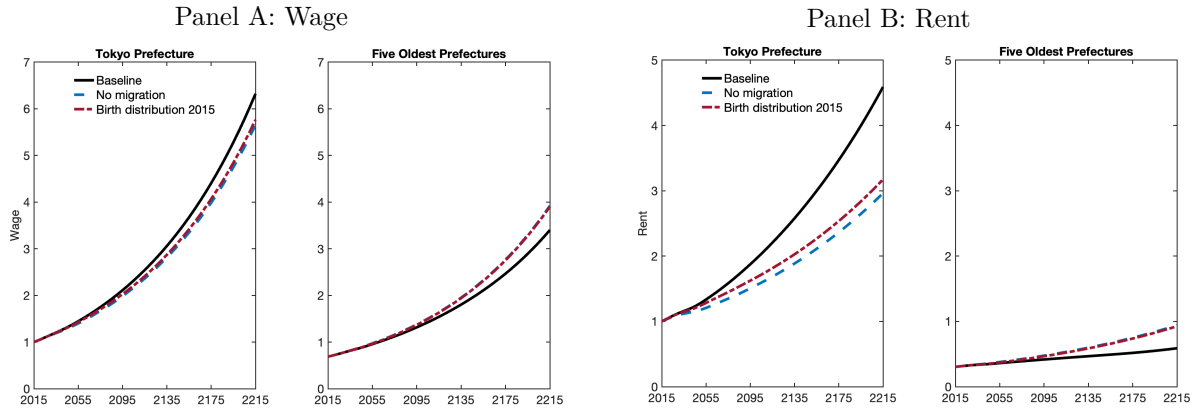 Panel A: Wage
Tokyo Prefecture
7
6
5
4
3
2
1
0
Wage
Baseline
No migration
Birth distribution 2015
2015 2055 2095 2135 2175 2215
Five Oldest Prefectures
7
6
5
4
3
2
1
0
2015 2055 2095 2135 2175 2215
Panel B: Rent
Tokyo Prefecture
5
4
3
2
1
0
Rent
Baseline
No migration
Birth distribution 2015
2015 2055 2095 2135 2175 2215
Five Oldest Prefectures
5
4
3
2
1
0
2015 2055 2095 2135 2175 2215